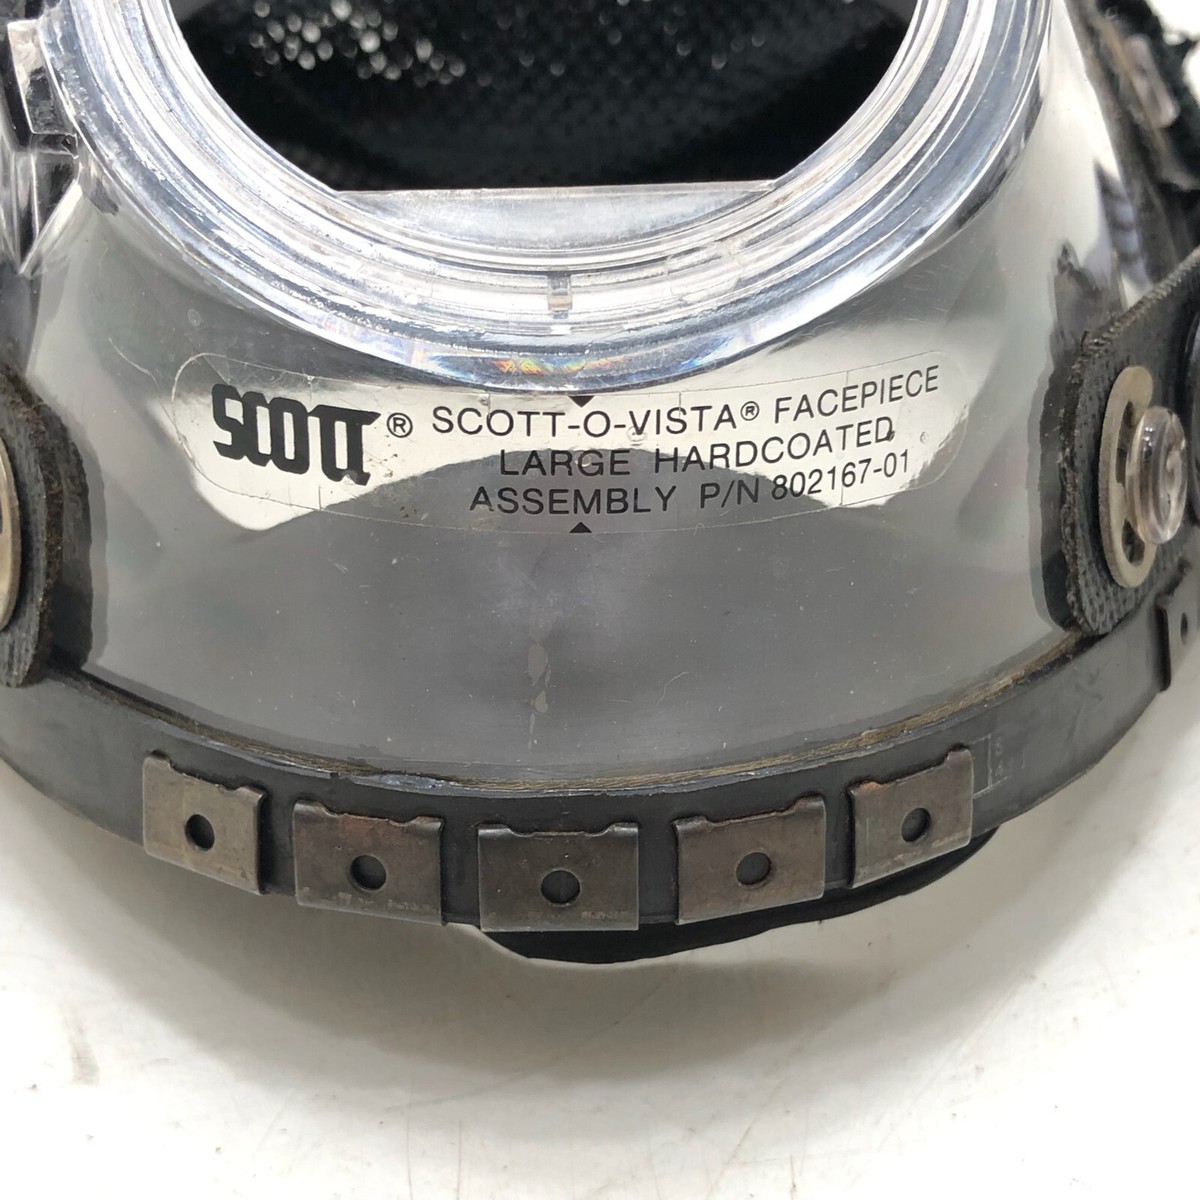 SCOTT® SCOTT-O-VISTA® FACEPIECE
LARGE HARDCOATED
ASSEMBLY P/N 802167-01